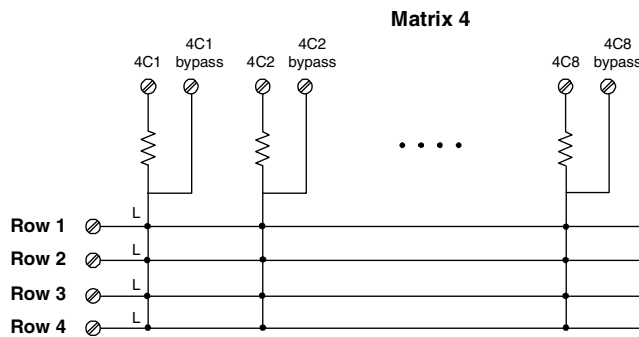 Matrix 4
4C1
4C1 bypass
4C2
4C2 bypass
4C8
4C8 bypass
L
Row 1
L
Row 2
L
Row 3
L
Row 4